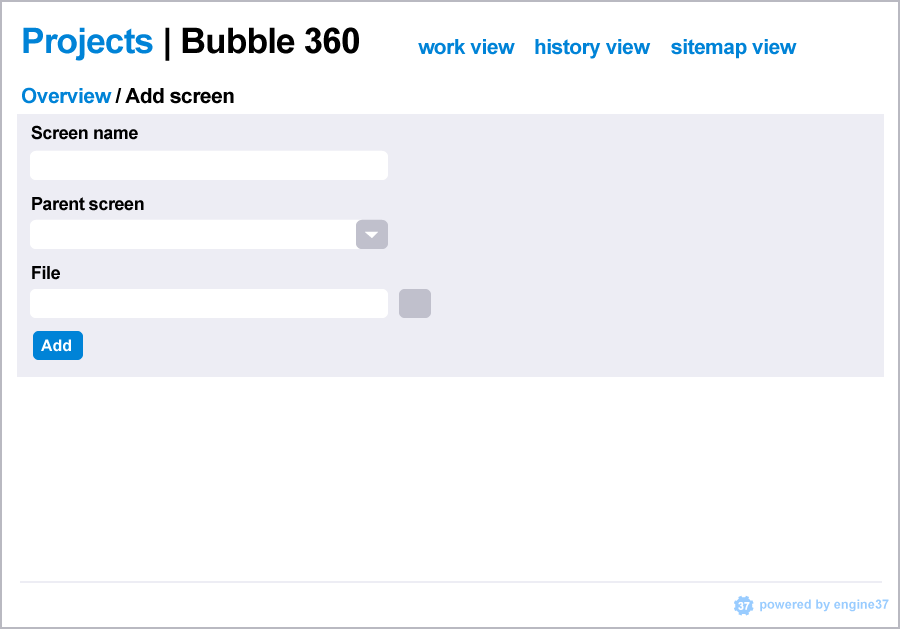 Projects | Bubble 360
work view history view sitemap view
Overview / Add screen
Screen name
Parent screen
File
Add
37 powered by engine37